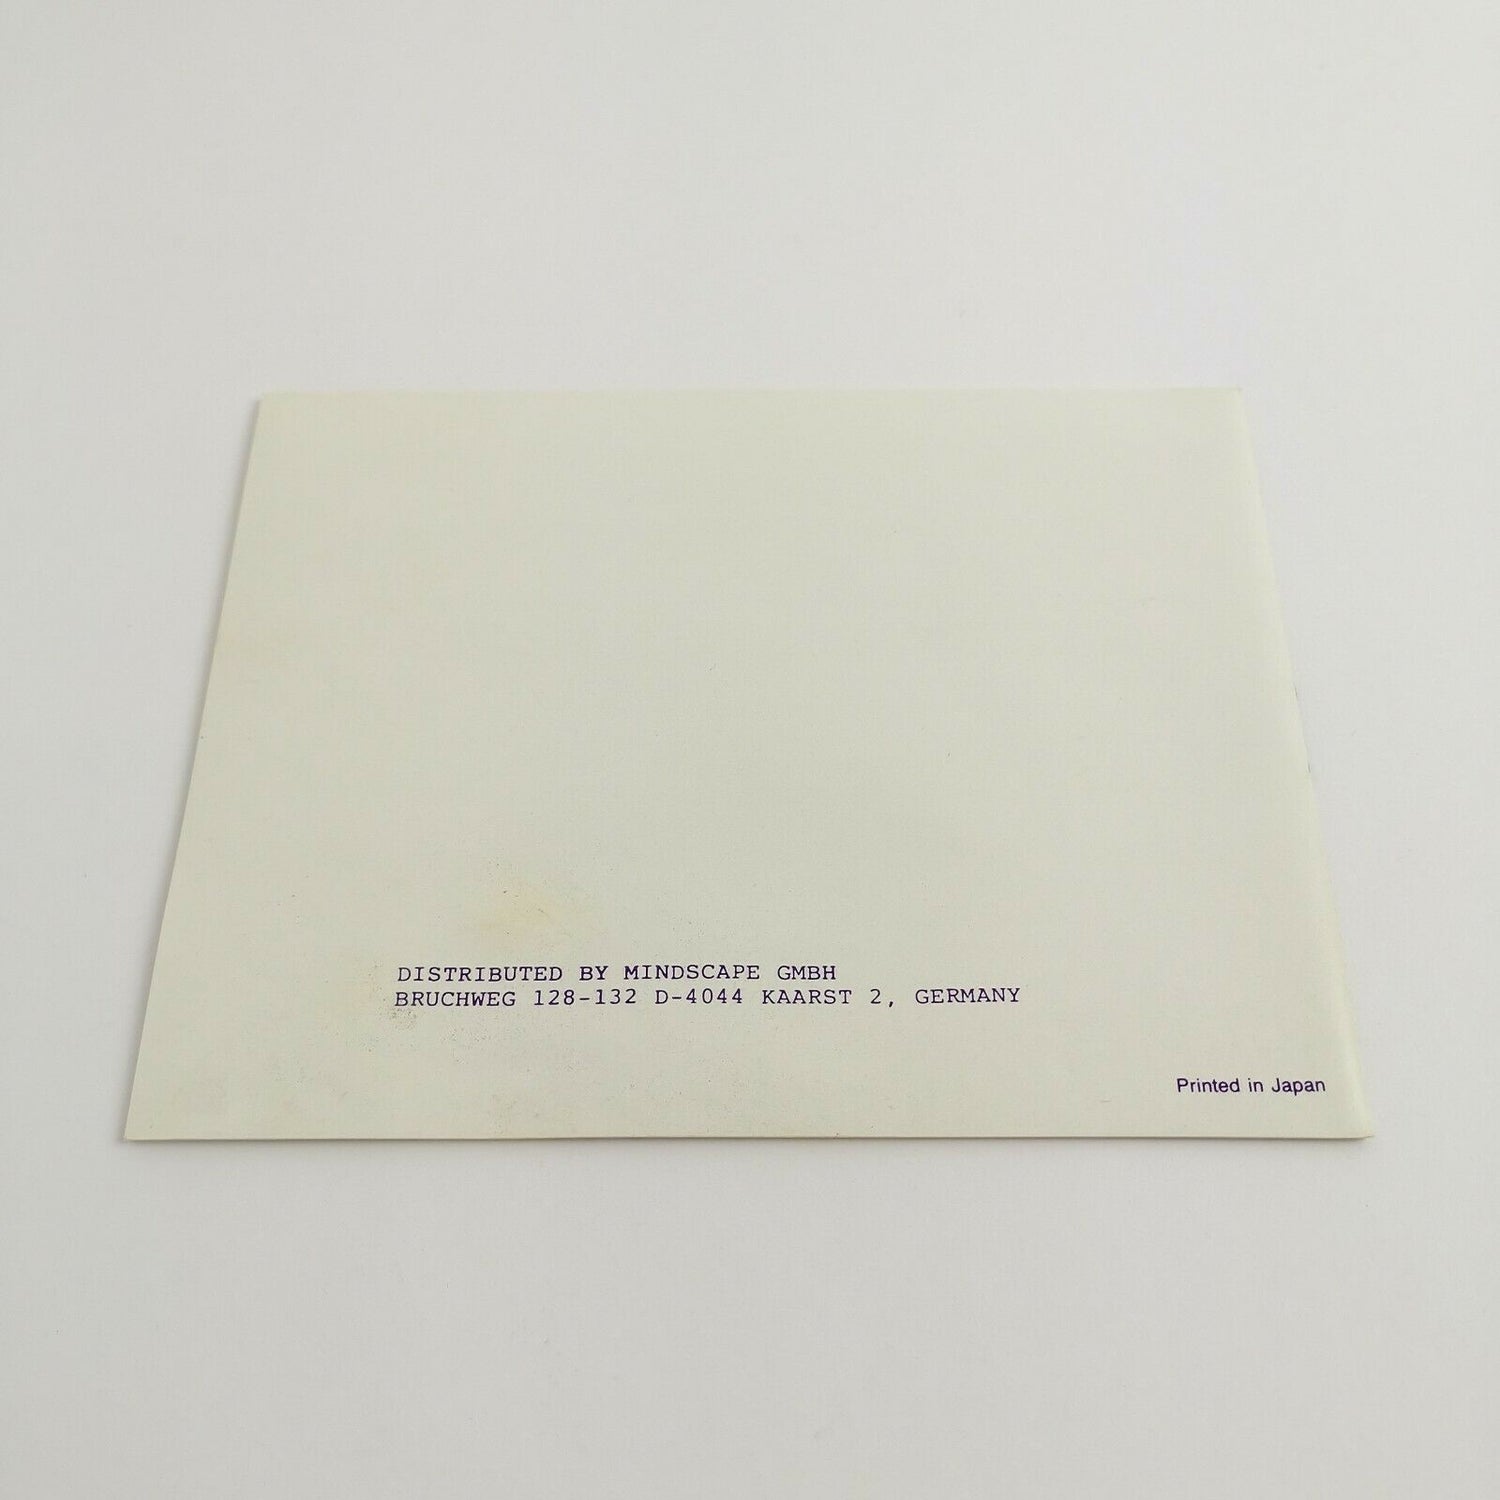 DISTRIBUTED BY MINDSCAPE GMBH
BRUCHWEG 128-132 D-4044 KAARST 2, GERMANY
Printed in Japan